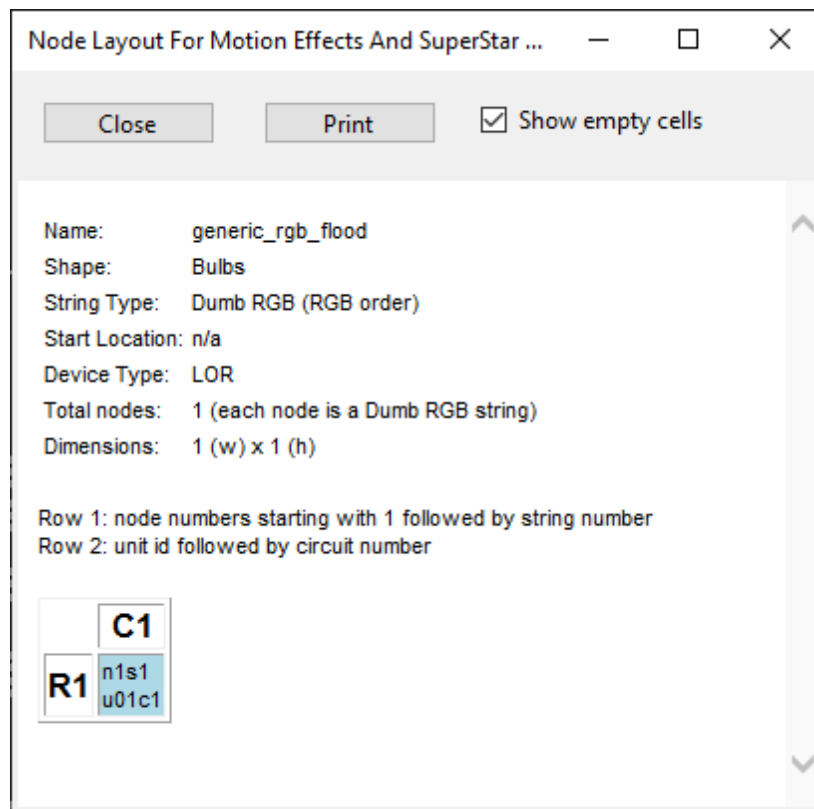 Node Layout For Motion Effects And SuperStar ...
Close Print Show empty cells
Name: generic_rgb_flood
Shape: Bulbs
String Type: Dumb RGB (RGB order)
Start Location: n/a
Device Type: LOR
Total nodes: 1 (each node is a Dumb RGB string)
Dimensions: 1 (w) x 1 (h)
Row 1: node numbers starting with 1 followed by string number
Row 2: unit id followed by circuit number
C1
R1 n1s1
u01c1